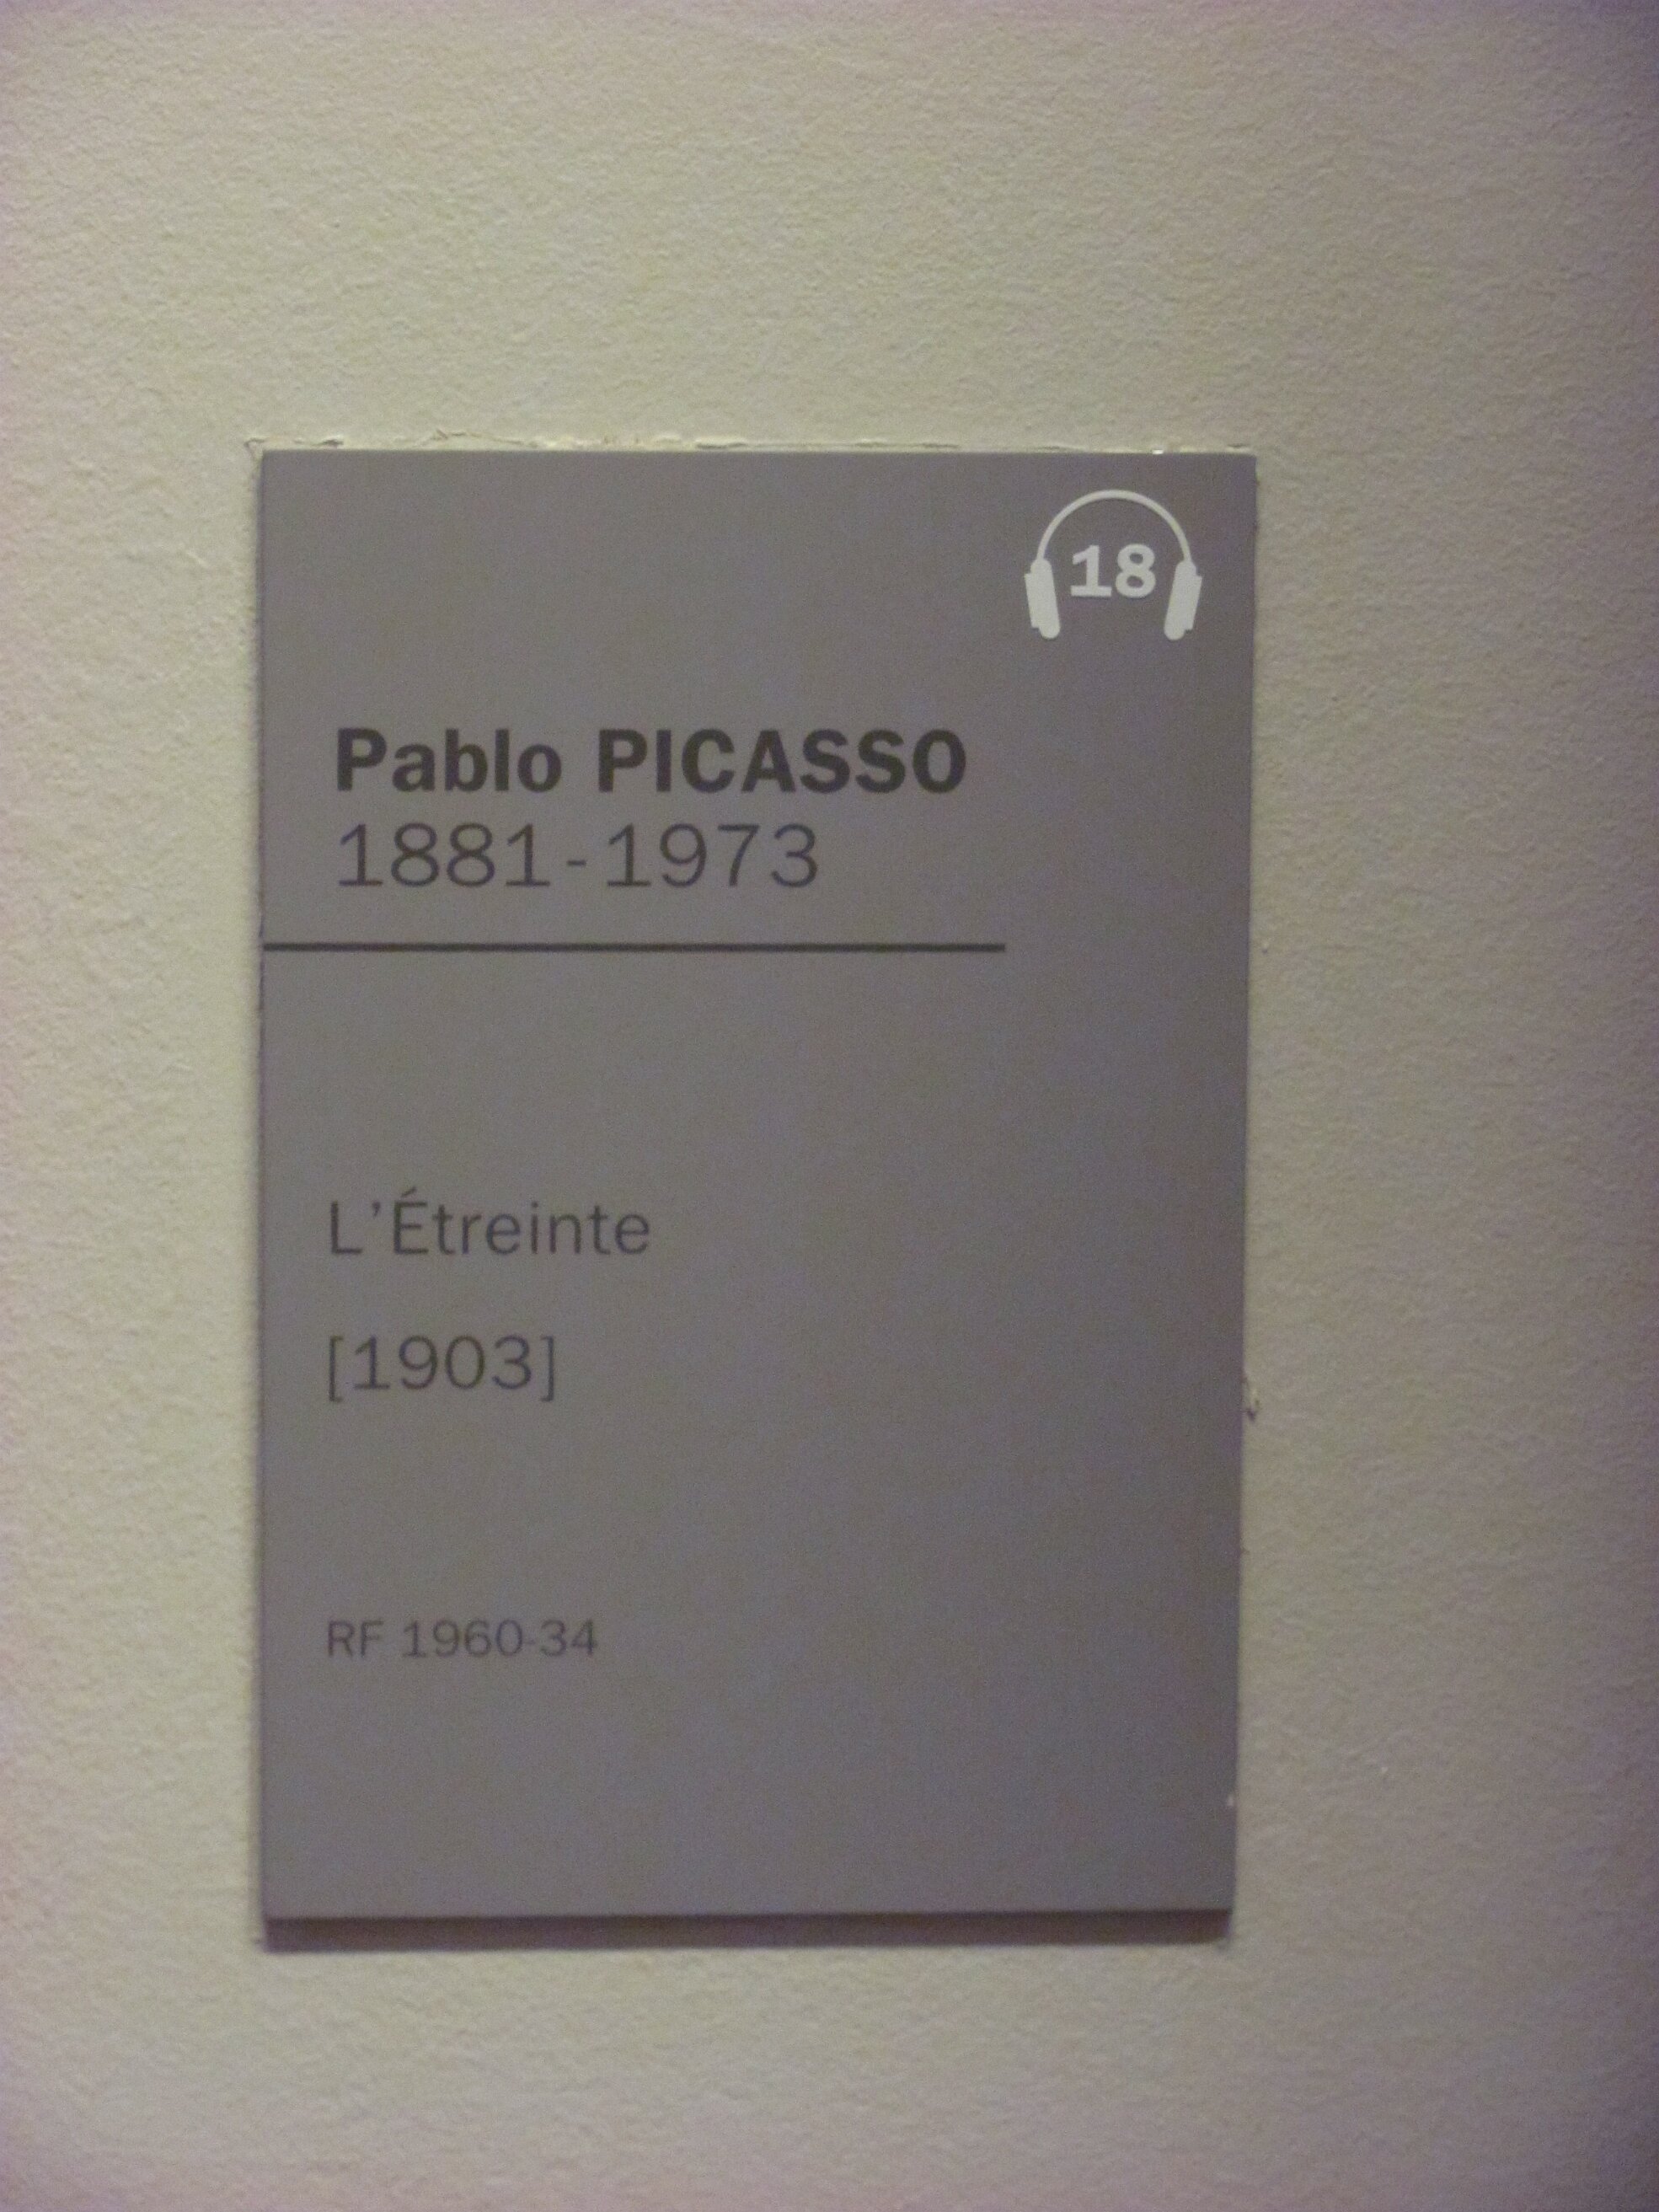 18
Pablo PICASSO
1881-1973
L'Étreinte
[1903]
RF 1960-34